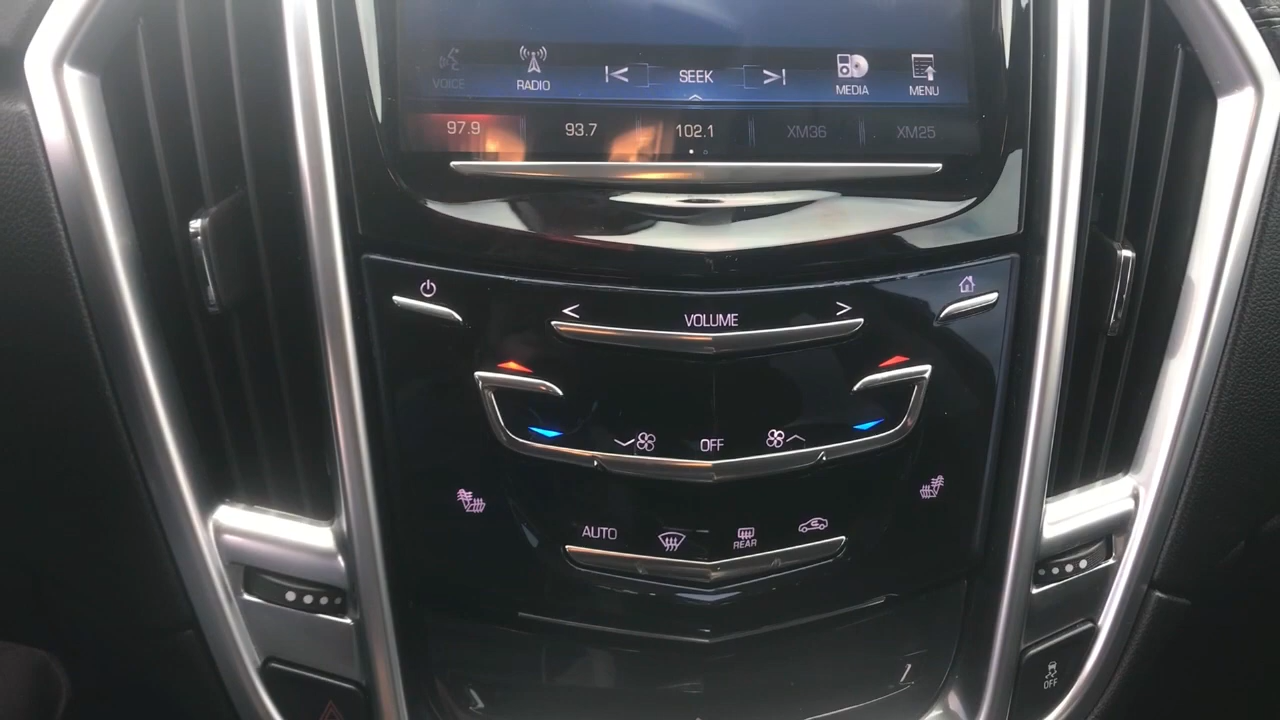 VOICE
RADIO
SEEK
MEDIA
MENU
97.9
93.7
102.1
XM36
XM25
VOLUME
OFF
AUTO
REAR
OFF